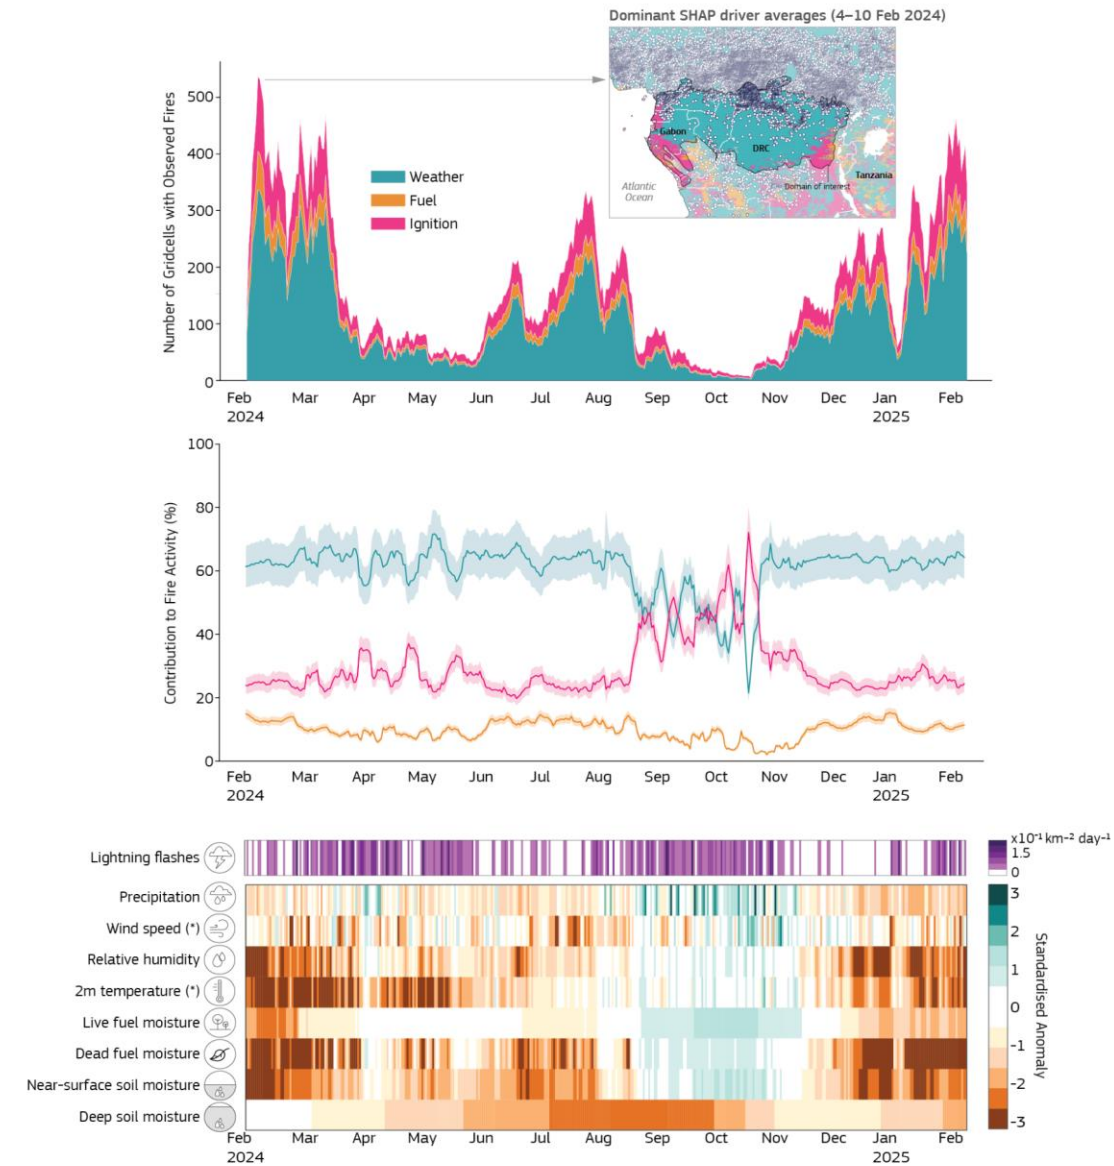 Dominant SHAP driver averages (4–10 Feb 2024)
Gabon
DRC
Tanzania
Atlantic
Ocean
Domain of interest
Number of Gridcells with Observed Fires
500
400
300
200
100
0
Weather
Fuel
Ignition
Feb Mar Apr May Jun Jul Aug Sep Oct Nov Dec Jan Feb
2024 2025
Contribution to Fire Activity (%)
100
80
60
40
20
0
Feb Mar Apr May Jun Jul Aug Sep Oct Nov Dec Jan Feb
2024 2025
Lightning flashes
x10⁻¹ km⁻² day⁻¹
1.5
0
Precipitation
Wind speed (*)
Relative humidity
2m temperature (*)
Live fuel moisture
Dead fuel moisture
Near-surface soil moisture
Deep soil moisture
3
2
1
0
-1
-2
-3
Standardised Anomaly
Feb Mar Apr May Jun Jul Aug Sep Oct Nov Dec Jan Feb
2024 2025